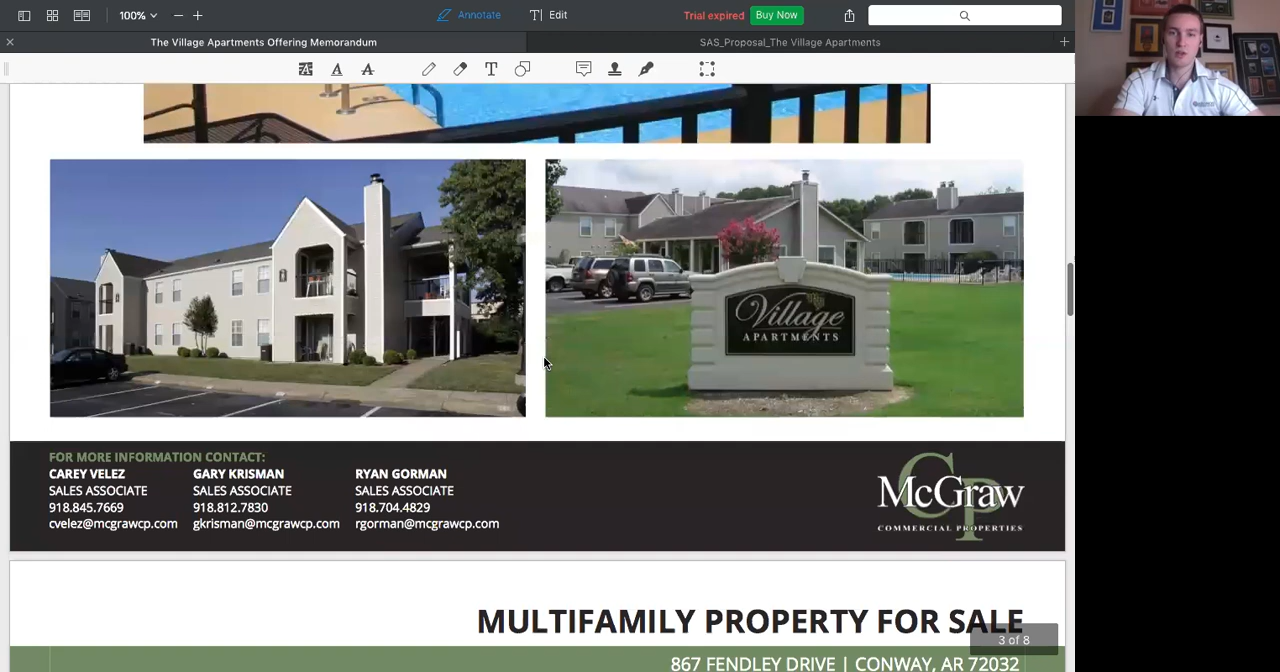 100%
Annotate
Edit
Trial expired
Buy Now
The Village Apartments Offering Memorandum
SAS_Proposal_The Village Apartments
Village
APARTMENTS
FOR MORE INFORMATION CONTACT:
CAREY VELEZ
SALES ASSOCIATE
918.845.7669
cvelez@mcgrawcp.com
GARY KRISMAN
SALES ASSOCIATE
918.812.7830
gkrisman@mcgrawcp.com
RYAN GORMAN
SALES ASSOCIATE
918.704.4829
rgorman@mcgrawcp.com
CP
McGraw
COMMERCIAL PROPERTIES
MULTIFAMILY PROPERTY FOR SALE
3 of 8
867 FENDLEY DRIVE | CONWAY, AR 72032